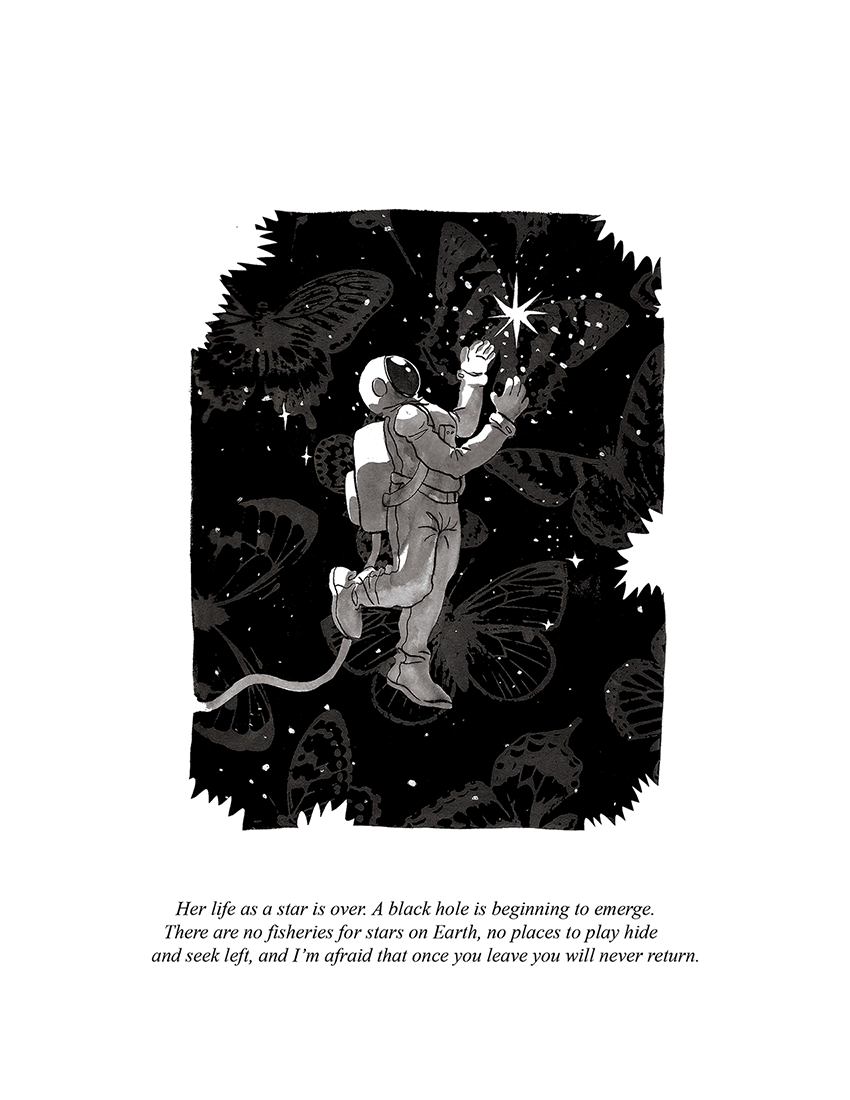 Her life as a star is over. A black hole is beginning to emerge.
There are no fisheries for stars on Earth, no places to play hide
and seek left, and I’m afraid that once you leave you will never return.